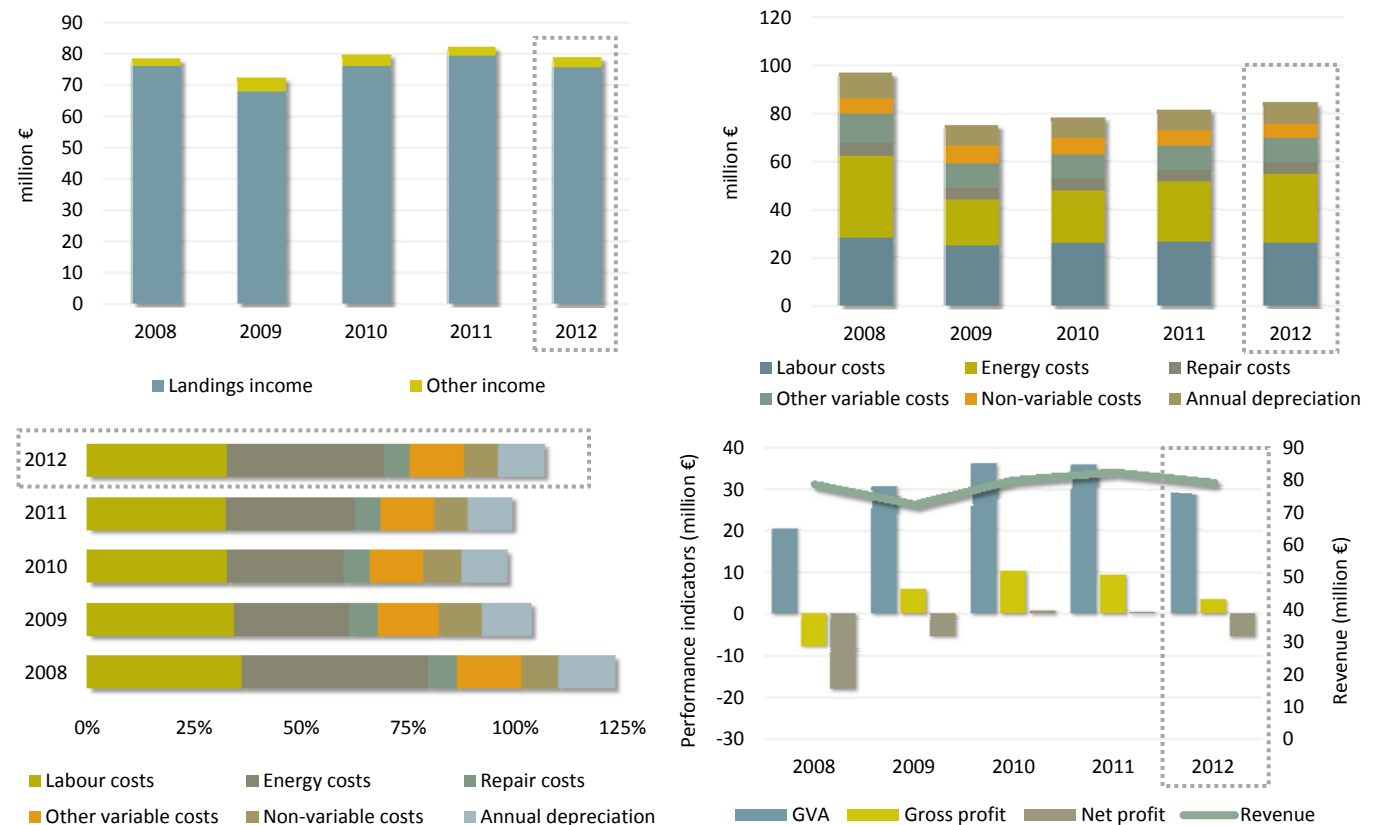 90
80
70
60
50
40
30
20
10
0
million €
2008 2009 2010 2011 2012
Landings income Other income
120
100
80
60
40
20
0
million €
2008 2009 2010 2011 2012
Labour costs Energy costs Repair costs
Other variable costs Non-variable costs Annual depreciation
2012
2011
2010
2009
2008
0% 25% 50% 75% 100% 125%
Labour costs Energy costs Repair costs
Other variable costs Non-variable costs Annual depreciation
Performance indicators (million €)
40
30
20
10
0
-10
-20
-30
90
80
70
60
50
40
30
20
10
0
Revenue (million €)
2008 2009 2010 2011 2012
GVA Gross profit Net profit Revenue